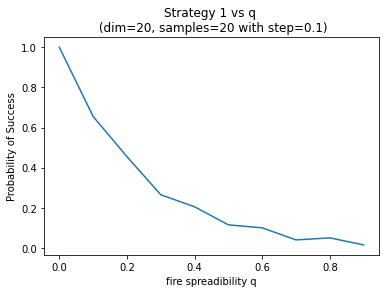 Strategy 1 vs q
(dim=20, samples=20 with step=0.1)
Probability of Success
1.0
0.8
0.6
0.4
0.2
0.0
0.0 0.2 0.4 0.6 0.8
fire spreadibility q